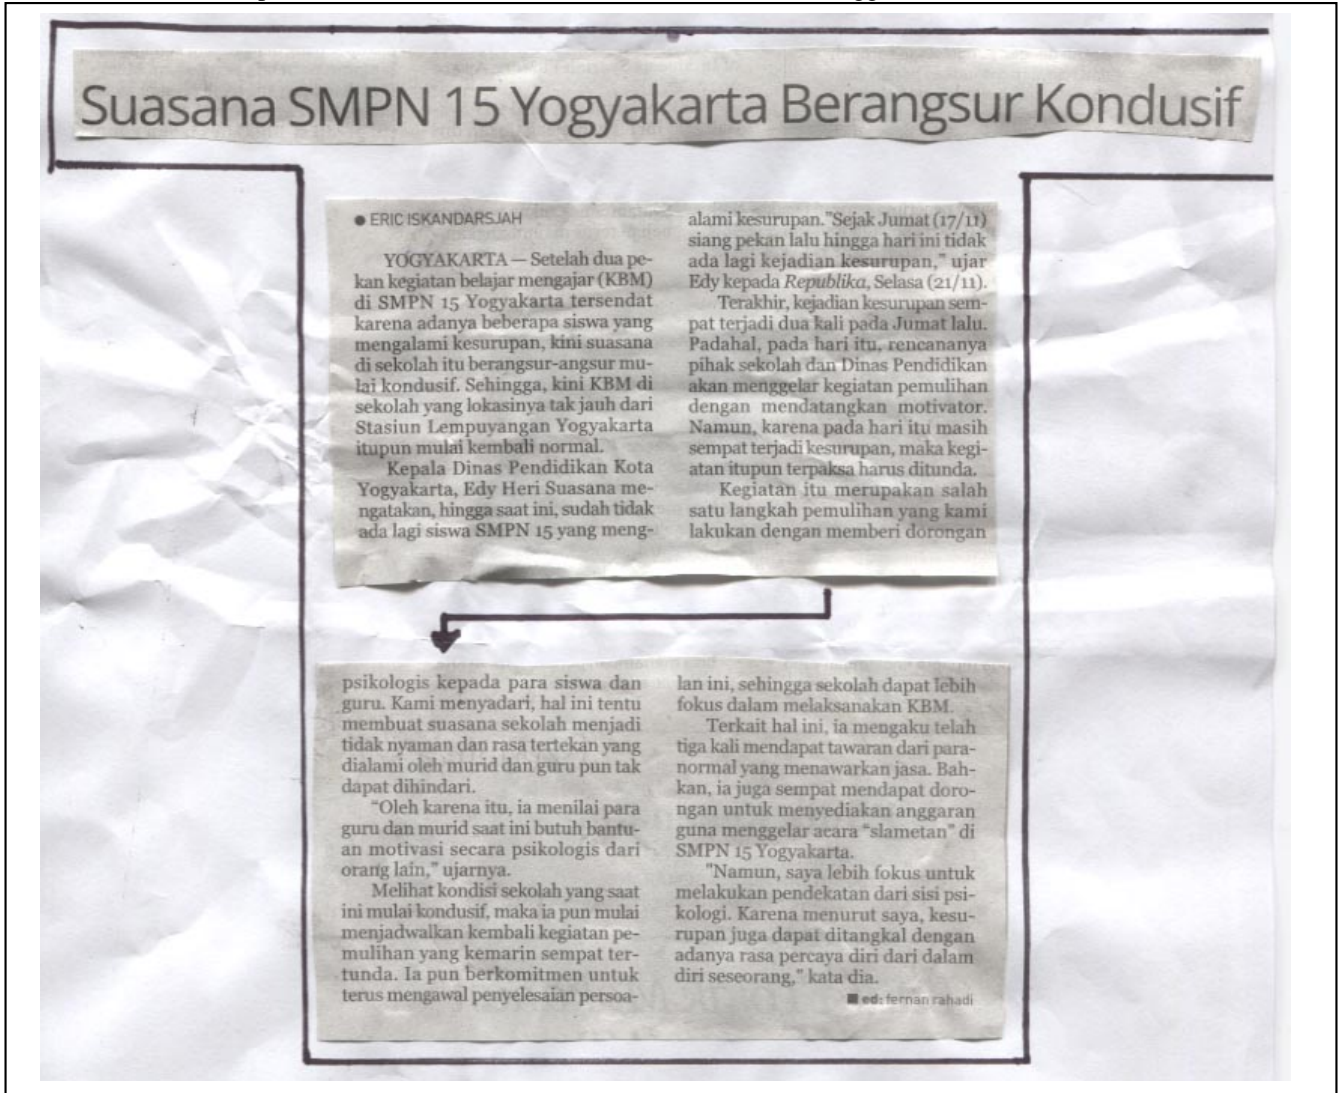 Suasana SMPN 15 Yogyakarta Berangsur Kondusif
● ERIC ISKANDARSJAH
YOGYAKARTA — Setelah dua pe-
kan kegiatan belajar mengajar (KBM)
di SMPN 15 Yogyakarta tersendat
karena adanya beberapa siswa yang
mengalami kesurupan, kini suasana
di sekolah itu berangsur-angsur mu-
lai kondusif. Sehingga, kini KBM di
sekolah yang lokasinya tak jauh dari
Stasiun Lempuyangan Yogyakarta
itupun mulai kembali normal.
Kepala Dinas Pendidikan Kota
Yogyakarta, Edy Heri Suasana me-
ngatakan, hingga saat ini, sudah tidak
ada lagi siswa SMPN 15 yang meng-
alami kesurupan."Sejak Jumat (17/11)
siang pekan lalu hingga hari ini tidak
ada lagi kejadian kesurupan," ujar
Edy kepada Republika, Selasa (21/11).
Terakhir, kejadian kesurupan sem-
pat terjadi dua kali pada Jumat lalu.
Padahal, pada hari itu, rencananya
pihak sekolah dan Dinas Pendidikan
akan menggelar kegiatan pemulihan
dengan mendatangkan motivator.
Namun, karena pada hari itu masih
sempat terjadi kesurupan, maka kegi-
atan itupun terpaksa harus ditunda.
Kegiatan itu merupakan salah
satu langkah pemulihan yang kami
lakukan dengan memberi dorongan
psikologis kepada para siswa dan
guru. Kami menyadari, hal ini tentu
membuat suasana sekolah menjadi
tidak nyaman dan rasa tertekan yang
dialami oleh murid dan guru pun tak
dapat dihindari.
"Oleh karena itu, ia menilai para
guru dan murid saat ini butuh bantu-
an motivasi secara psikologis dari
orang lain," ujarnya.
Melihat kondisi sekolah yang saat
ini mulai kondusif, maka ia pun mulai
menjadwalkan kembali kegiatan pe-
mulihan yang kemarin sempat ter-
tunda. Ia pun berkomitmen untuk
terus mengawal penyelesaian persoa-
lan ini, sehingga sekolah dapat lebih
fokus dalam melaksanakan KBM.
Terkait hal ini, ia mengaku telah
tiga kali mendapat tawaran dari para-
normal yang menawarkan jasa. Bah-
kan, ia juga sempat mendapat doro-
ngan untuk menyediakan anggaran
guna menggelar acara "slametan" di
SMPN 15 Yogyakarta.
"Namun, saya lebih fokus untuk
melakukan pendekatan dari sisi psi-
kologi. Karena menurut saya, kesu-
rupan juga dapat ditangkal dengan
adanya rasa percaya diri dari dalam
diri seseorang," kata dia.
■ ed: fernan rahadi